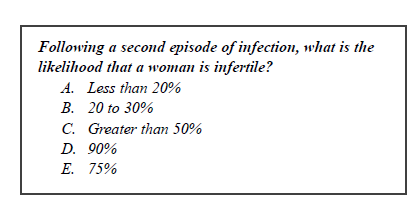 Following a second episode of infection, what is the
likelihood that a woman is infertile?
A. Less than 20%
B. 20 to 30%
C. Greater than 50%
D. 90%
E. 75%